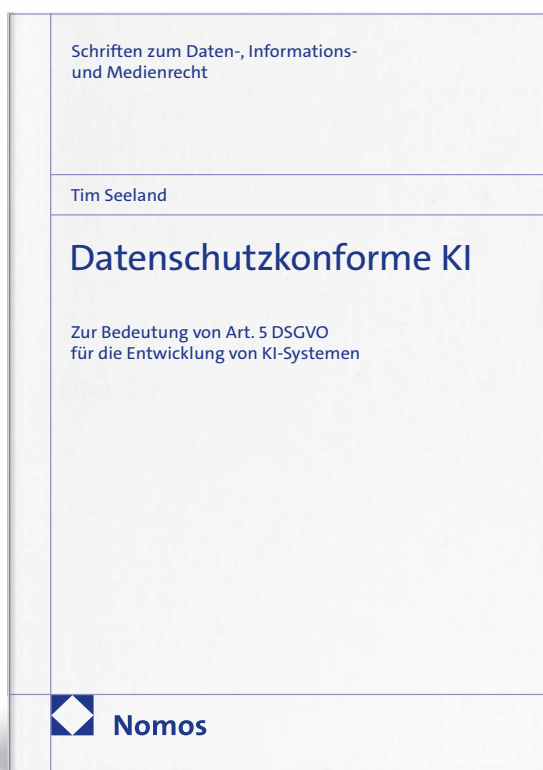 Schriften zum Daten-, Informations-
und Medienrecht
Tim Seeland
Datenschutzkonforme KI
Zur Bedeutung von Art. 5 DSGVO
für die Entwicklung von KI-Systemen
Nomos